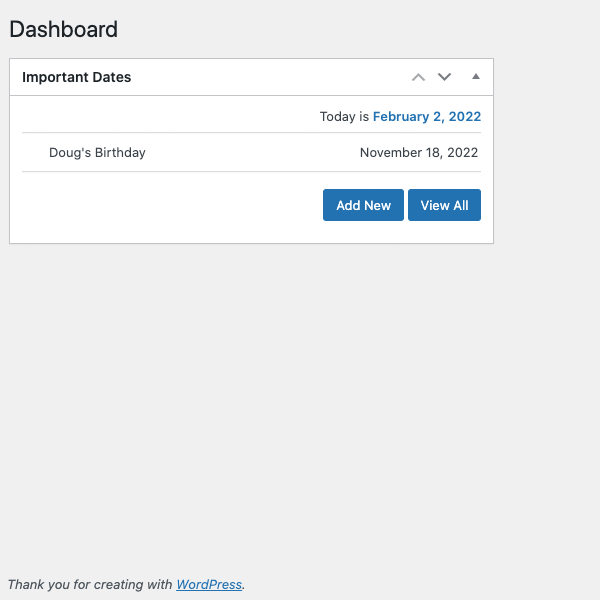 Dashboard
Important Dates
Today is February 2, 2022
Doug's Birthday November 18, 2022
Add New View All
Thank you for creating with WordPress.